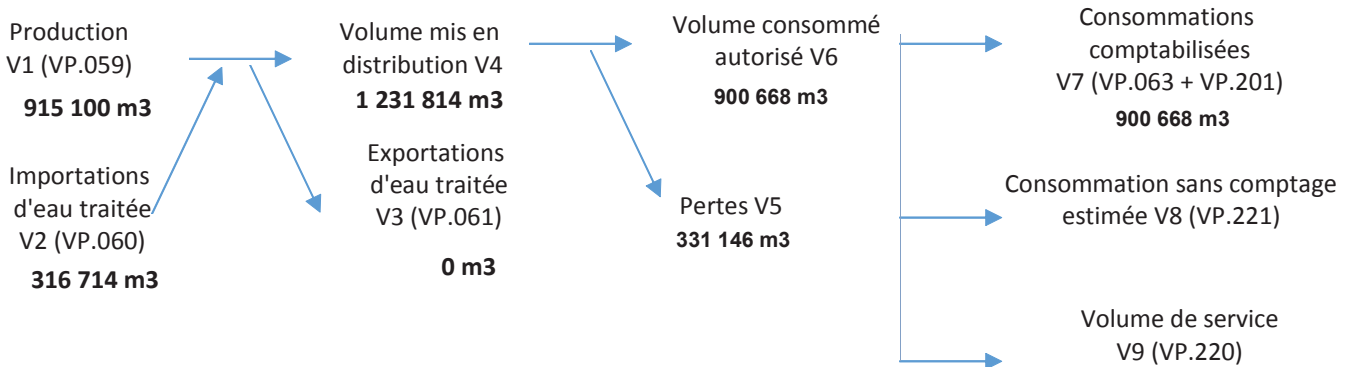 Production
V1 (VP.059)
915 100 m3
Importations
d'eau traitée
V2 (VP.060)
316 714 m3
Volume mis en
distribution V4
1 231 814 m3
Exportations
d'eau traitée
V3 (VP.061)
0 m3
Volume consommé
autorisé V6
900 668 m3
Pertes V5
331 146 m3
Consommations
comptabilisées
V7 (VP.063 + VP.201)
900 668 m3
Consommation sans comptage
estimée V8 (VP.221)
Volume de service
V9 (VP.220)